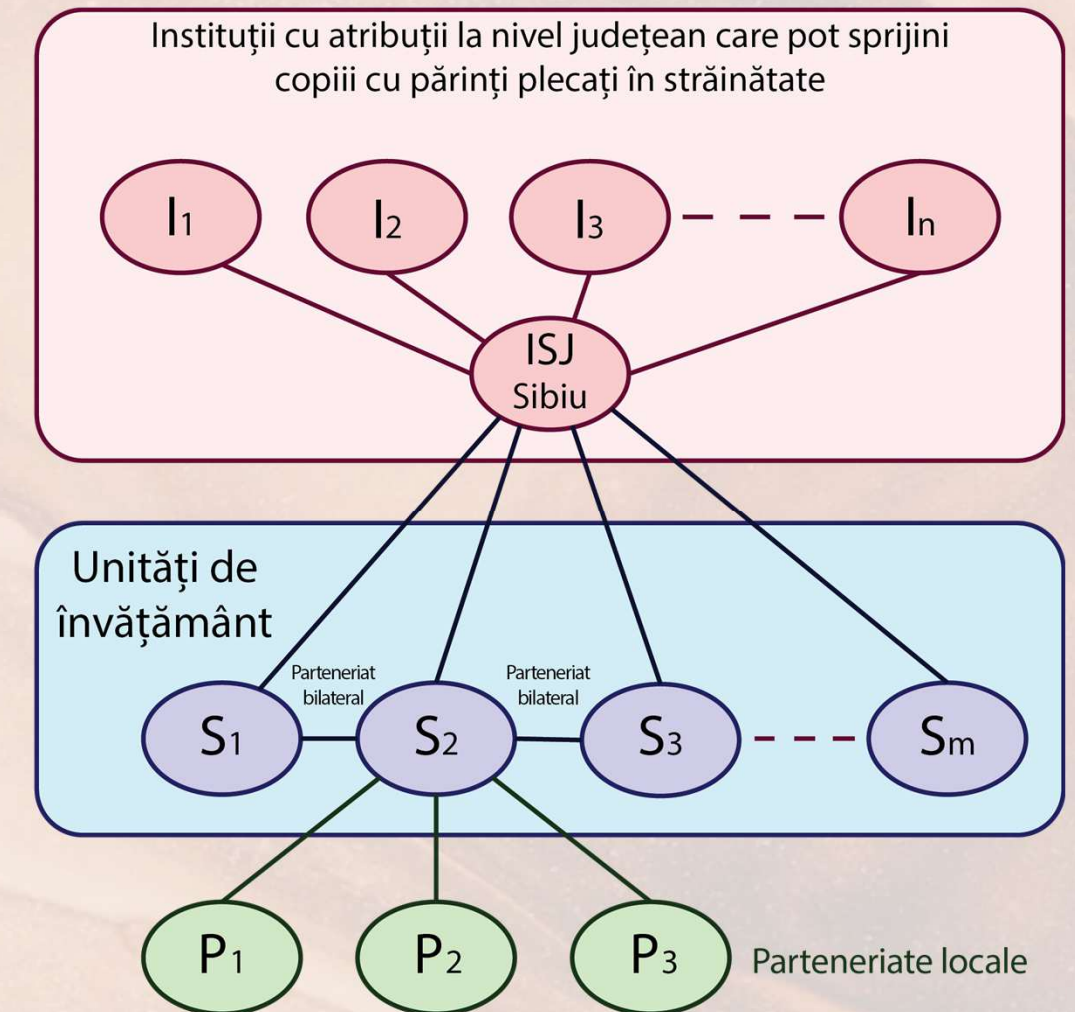 Instituții cu atribuții la nivel județean care pot sprijini
copiii cu părinți plecați în străinătate
I1
I2
I3
In
ISJ
Sibiu
Unități de
învățământ
Parteneriat
bilateral
Parteneriat
bilateral
S1
S2
S3
Sm
P1
P2
P3
Parteneriate locale